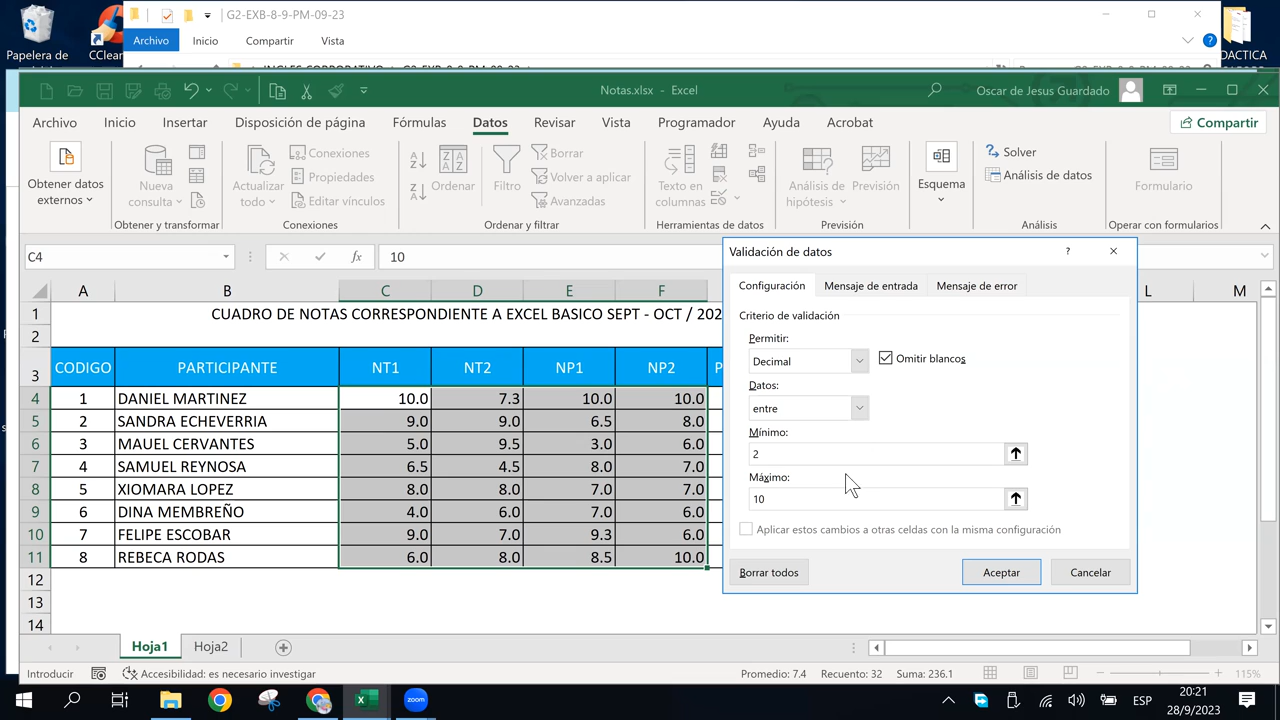 G2-EXB-8-9-PM-09-23
Papelera de
CClean
DACTICA
Archivo Inicio Compartir Vista
Notas.xlsx - Excel
Oscar de Jesus Guardado
Archivo Inicio Insertar Disposición de página Fórmulas Datos Revisar Vista Programador Ayuda Acrobat Compartir
Obtener datos externos
Nueva consulta
Actualizar todo
Conexiones
Propiedades
Editar vínculos
Ordenar
Filtro
Borrar
Volver a aplicar
Avanzadas
Texto en columnas
Análisis de hipótesis
Previsión
Esquema
Solver
Análisis de datos
Formulario
Obtener y transformar Conexiones Ordenar y filtrar Herramientas de datos Previsión Análisis Operar con formularios
C4 fx 10
Validación de datos ?
Configuración Mensaje de entrada Mensaje de error
Criterio de validación
Permitir:
Decimal Omitir blancos
Datos:
entre
Mínimo:
2
Máximo:
10
Aplicar estos cambios a otras celdas con la misma configuración
Borrar todos Aceptar Cancelar
A B C D E F L M
1 CUADRO DE NOTAS CORRESPONDIENTE A EXCEL BASICO SEPT - OCT / 202
2
3 CODIGO PARTICIPANTE NT1 NT2 NP1 NP2 P
4 1 DANIEL MARTINEZ 10.0 7.3 10.0 10.0
5 2 SANDRA ECHEVERRIA 9.0 9.0 6.5 8.0
6 3 MAUEL CERVANTES 5.0 9.5 3.0 6.0
7 4 SAMUEL REYNOSA 6.5 4.5 8.0 7.0
8 5 XIOMARA LOPEZ 8.0 8.0 7.0 7.0
9 6 DINA MEMBREÑO 4.0 6.0 7.0 6.0
10 7 FELIPE ESCOBAR 9.0 7.0 9.3 6.0
11 8 REBECA RODAS 6.0 8.0 8.5 10.0
12
13
14
Hoja1 Hoja2
Introducir Accesibilidad: es necesario investigar Promedio: 7.4 Recuento: 32 Suma: 236.1 115%
zoom
ESP
20:21
28/9/2023